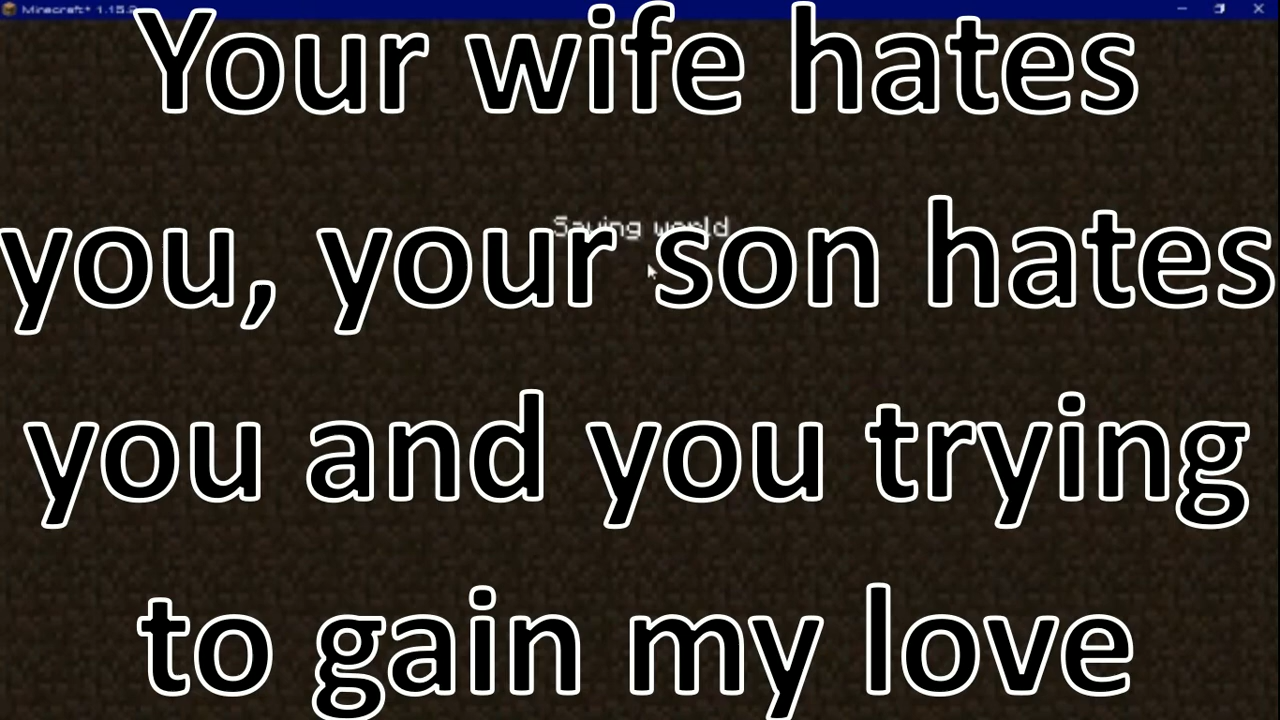 Minecraft* 1.15.2
Your wife hates
Saving world
you, your son hates
you and you trying
to gain my love